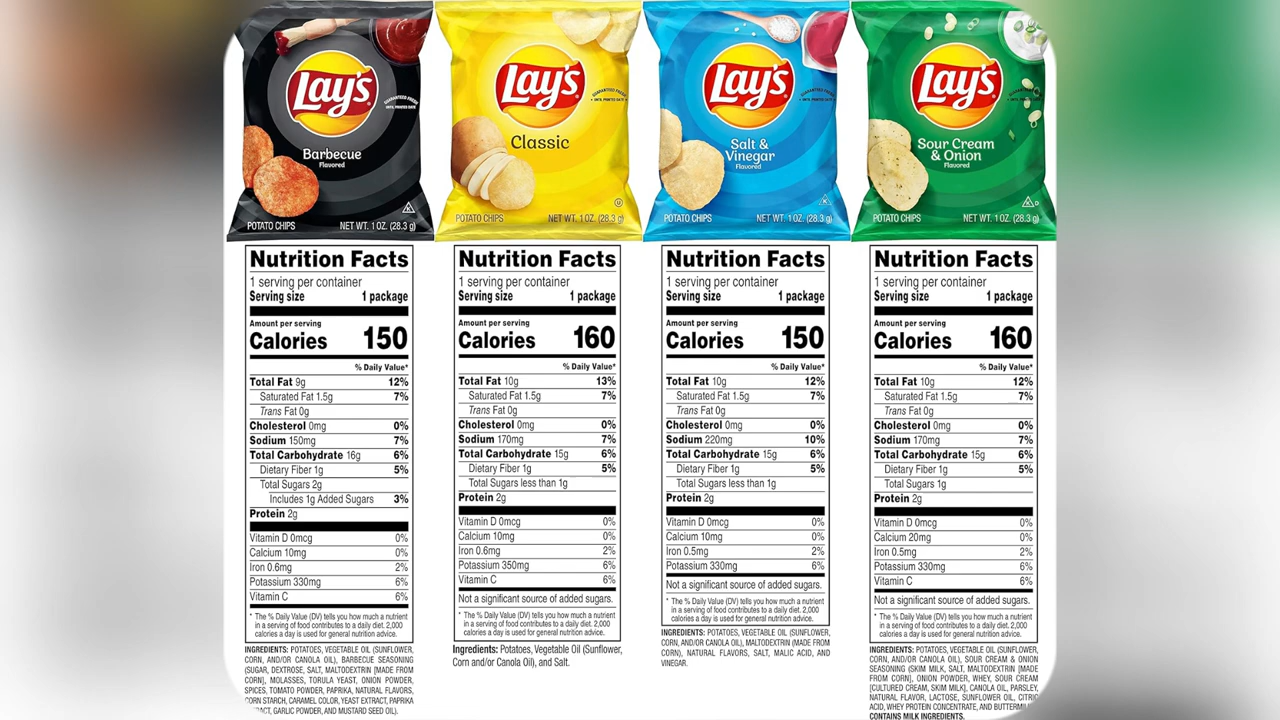 Lay's
GUARANTEED FRESH
UNTIL PRINTED DATE
Barbecue
Flavored
POTATO CHIPS NET WT. 1 OZ. (28.3 g)
Nutrition Facts
1 serving per container
Serving size 1 package
Amount per serving
Calories 150
% Daily Value*
Total Fat 9g 12%
Saturated Fat 1.5g 7%
Trans Fat 0g
Cholesterol 0mg 0%
Sodium 150mg 7%
Total Carbohydrate 16g 6%
Dietary Fiber 1g 5%
Total Sugars 2g
Includes 1g Added Sugars 3%
Protein 2g
Vitamin D 0mcg 0%
Calcium 10mg 0%
Iron 0.6mg 2%
Potassium 330mg 6%
Vitamin C 6%
* The % Daily Value (DV) tells you how much a nutrient
in a serving of food contributes to a daily diet. 2,000
calories a day is used for general nutrition advice.
INGREDIENTS: POTATOES, VEGETABLE OIL (SUNFLOWER,
CORN, AND/OR CANOLA OIL), BARBECUE SEASONING
(SUGAR, DEXTROSE, SALT, MALTODEXTRIN [MADE FROM
CORN], MOLASSES, TORULA YEAST, ONION POWDER,
SPICES, TOMATO POWDER, PAPRIKA, NATURAL FLAVORS,
CORN STARCH, CARAMEL COLOR, YEAST EXTRACT, PAPRIKA
GARLIC POWDER, AND MUSTARD SEED OIL).
Lay's
GUARANTEED FRESH
UNTIL PRINTED DATE
Classic
POTATO CHIPS NET WT. 1 OZ. (28.3 g)
Nutrition Facts
1 serving per container
Serving size 1 package
Amount per serving
Calories 160
% Daily Value*
Total Fat 10g 13%
Saturated Fat 1.5g 7%
Trans Fat 0g
Cholesterol 0mg 0%
Sodium 170mg 7%
Total Carbohydrate 15g 6%
Dietary Fiber 1g 5%
Total Sugars less than 1g
Protein 2g
Vitamin D 0mcg 0%
Calcium 10mg 0%
Iron 0.6mg 2%
Potassium 350mg 6%
Vitamin C 6%
Not a significant source of added sugars.
* The % Daily Value (DV) tells you how much a nutrient
in a serving of food contributes to a daily diet. 2,000
calories a day is used for general nutrition advice.
Ingredients: Potatoes, Vegetable Oil (Sunflower,
Corn and/or Canola Oil), and Salt.
Lay's
GUARANTEED FRESH
UNTIL PRINTED DATE
Salt &
Vinegar
Flavored
POTATO CHIPS NET WT. 1 OZ. (28.3 g)
Nutrition Facts
1 serving per container
Serving size 1 package
Amount per serving
Calories 150
% Daily Value*
Total Fat 10g 12%
Saturated Fat 1.5g 7%
Trans Fat 0g
Cholesterol 0mg 0%
Sodium 220mg 10%
Total Carbohydrate 15g 6%
Dietary Fiber 1g 5%
Total Sugars less than 1g
Protein 2g
Vitamin D 0mcg 0%
Calcium 10mg 0%
Iron 0.5mg 2%
Potassium 330mg 6%
Not a significant source of added sugars.
* The % Daily Value (DV) tells you how much a nutrient
in a serving of food contributes to a daily diet. 2,000
calories a day is used for general nutrition advice.
INGREDIENTS: POTATOES, VEGETABLE OIL (SUNFLOWER,
CORN, AND/OR CANOLA OIL), MALTODEXTRIN (MADE FROM
CORN), NATURAL FLAVORS, SALT, MALIC ACID, AND
VINEGAR.
Lay's
GUARANTEED FRESH
UNTIL PRINTED DATE
Sour Cream
& Onion
Flavored
POTATO CHIPS NET WT. 1 OZ. (28.3 g)
Nutrition Facts
1 serving per container
Serving size 1 package
Amount per serving
Calories 160
% Daily Value*
Total Fat 10g 12%
Saturated Fat 1.5g 7%
Trans Fat 0g
Cholesterol 0mg 0%
Sodium 170mg 7%
Total Carbohydrate 15g 6%
Dietary Fiber 1g 5%
Total Sugars 1g
Protein 2g
Vitamin D 0mcg 0%
Calcium 20mg 0%
Iron 0.5mg 2%
Potassium 330mg 6%
Vitamin C 6%
Not a significant source of added sugars.
* The % Daily Value (DV) tells you how much a nutrient
in a serving of food contributes to a daily diet. 2,000
calories a day is used for general nutrition advice.
INGREDIENTS: POTATOES, VEGETABLE OIL (SUNFLOWER,
CORN, AND/OR CANOLA OIL), SOUR CREAM & ONION
SEASONING (SKIM MILK, SALT, MALTODEXTRIN [MADE
FROM CORN], ONION POWDER, WHEY, SOUR CREAM
[CULTURED CREAM, SKIM MILK], CANOLA OIL, PARSLEY,
NATURAL FLAVOR, LACTOSE, SUNFLOWER OIL, CITRIC
ACID, WHEY PROTEIN CONCENTRATE, AND
CONTAINS MILK INGREDIENTS.